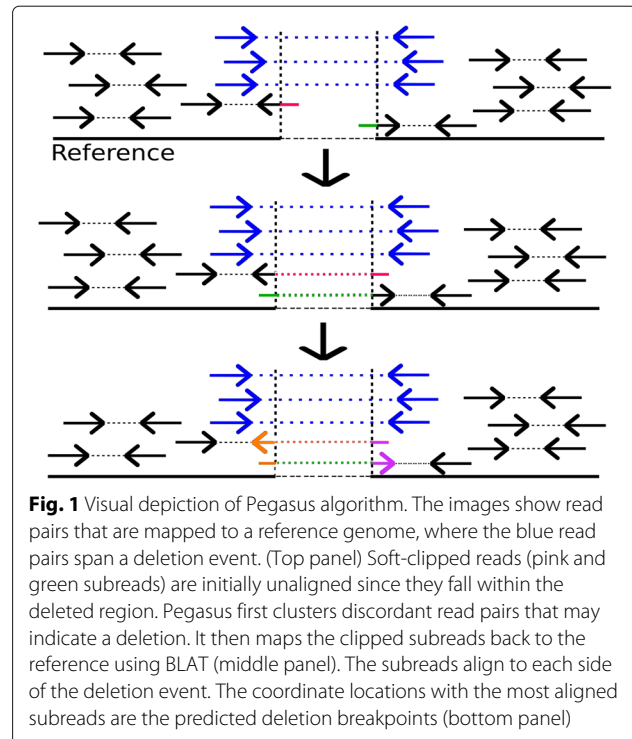 Reference
Fig. 1 Visual depiction of Pegasus algorithm. The images show read
pairs that are mapped to a reference genome, where the blue read
pairs span a deletion event. (Top panel) Soft-clipped reads (pink and
green subreads) are initially unaligned since they fall within the
deleted region. Pegasus first clusters discordant read pairs that may
indicate a deletion. It then maps the clipped subreads back to the
reference using BLAT (middle panel). The subreads align to each side
of the deletion event. The coordinate locations with the most aligned
subreads are the predicted deletion breakpoints (bottom panel)